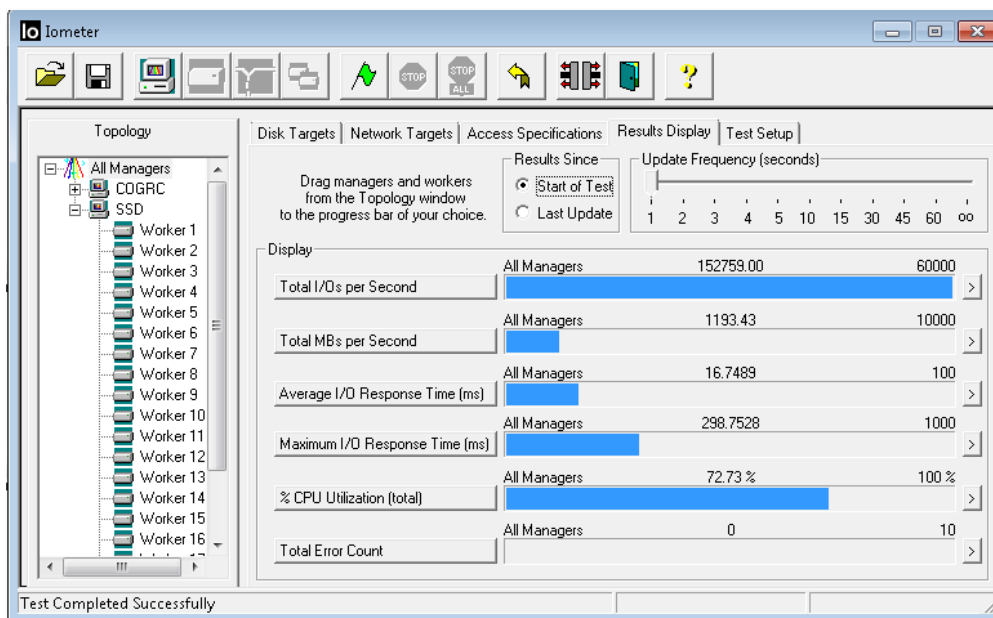 Io Iometer
STOP
STOP
ALL
Topology
All Managers
COGRC
SSD
Worker 1
Worker 2
Worker 3
Worker 4
Worker 5
Worker 6
Worker 7
Worker 8
Worker 9
Worker 10
Worker 11
Worker 12
Worker 13
Worker 14
Worker 15
Worker 16
Disk Targets Network Targets Access Specifications Results Display Test Setup
Drag managers and workers
from the Topology window
to the progress bar of your choice.
Results Since
Start of Test
Last Update
Update Frequency (seconds)
1 2 3 4 5 10 15 30 45 60 oo
Display
All Managers 152759.00 60000
Total I/Os per Second >
All Managers 1193.43 10000
Total MBs per Second >
All Managers 16.7489 100
Average I/O Response Time (ms) >
All Managers 298.7528 1000
Maximum I/O Response Time (ms) >
All Managers 72.73 % 100 %
% CPU Utilization (total) >
All Managers 0 10
Total Error Count >
Test Completed Successfully